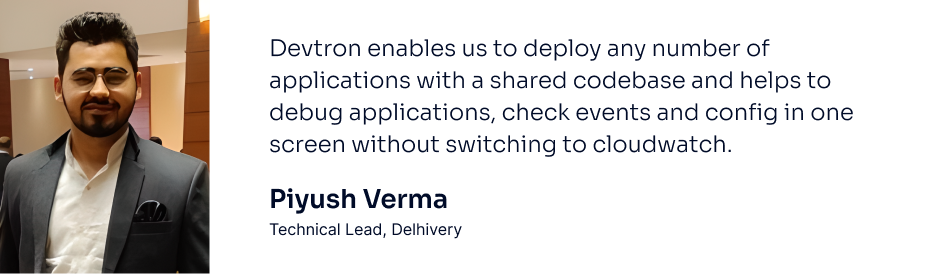 Devtron enables us to deploy any number of
applications with a shared codebase and helps to
debug applications, check events and config in one
screen without switching to cloudwatch.
Piyush Verma
Technical Lead, Delhivery